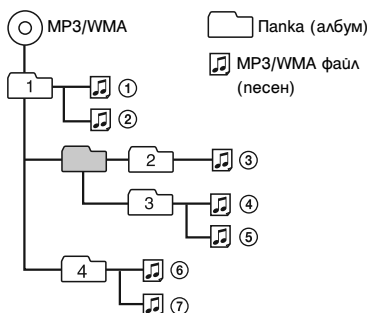 MP3/WMA
Папка (албум)
MP3/WMA файл
(песен)
1
①
②
2
③
3
④
⑤
4
⑥
⑦